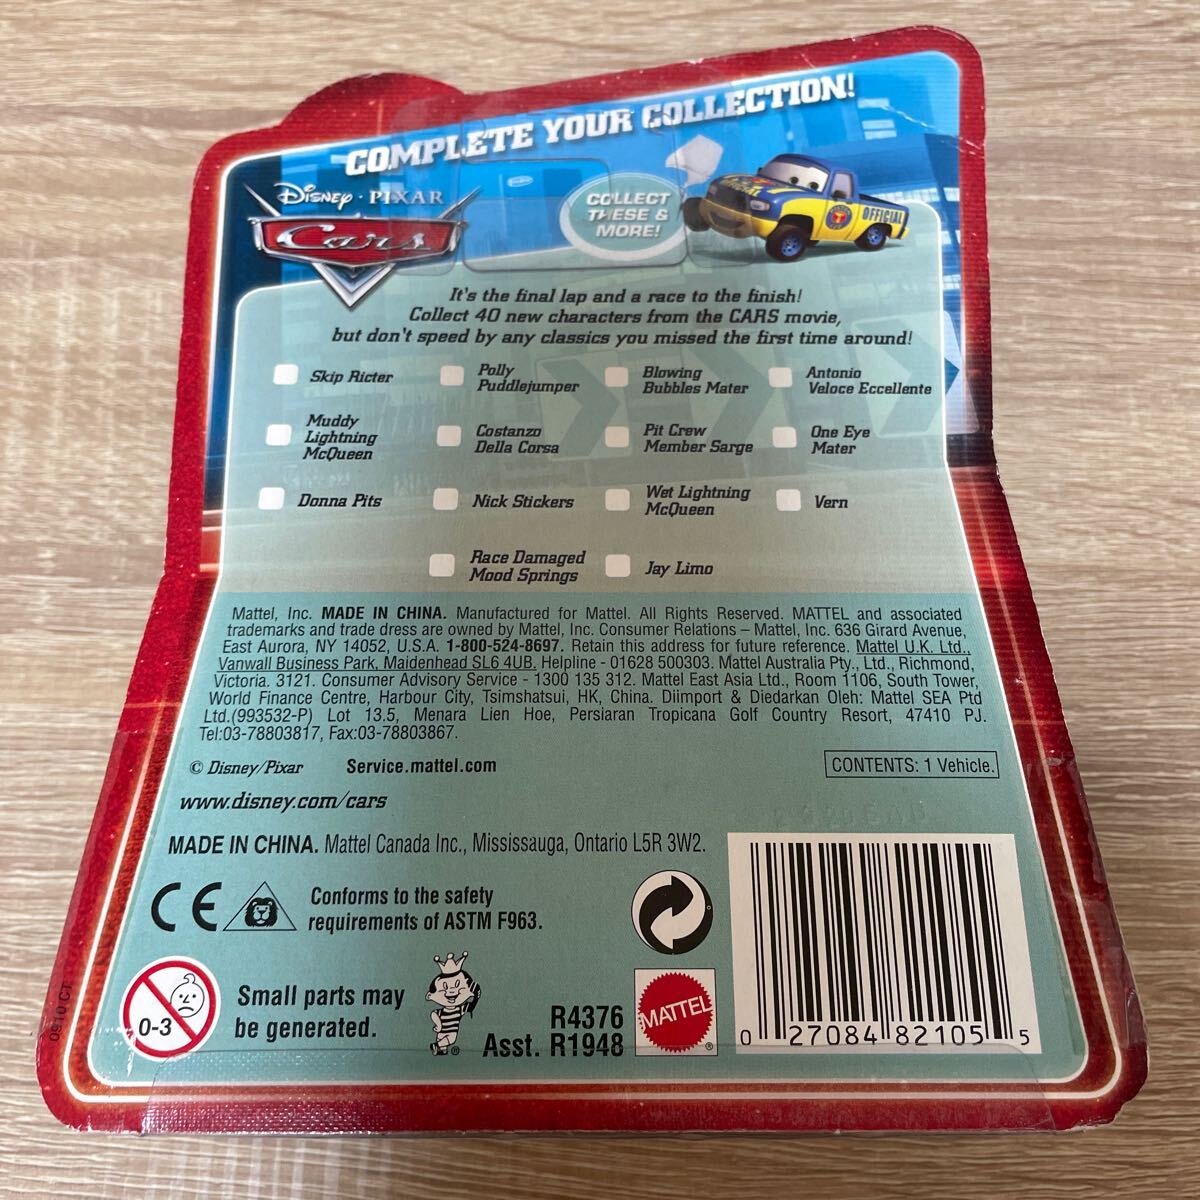 COMPLETE YOUR COLLECTION!
Disney · PIXAR
Cars
COLLECT
THESE &
MORE!
OFFICIAL
It's the final lap and a race to the finish!
Collect 40 new characters from the CARS movie,
but don't speed by any classics you missed the first time around!
Skip Ricter
Polly
Puddlejumper
Blowing
Bubbles Mater
Antonio
Veloce Eccellente
Muddy
Lightning
McQueen
Costanzo
Della Corsa
Pit Crew
Member Sarge
One Eye
Mater
Donna Pits
Nick Stickers
Wet Lightning
McQueen
Vern
Race Damaged
Mood Springs
Jay Limo
Mattel, Inc. MADE IN CHINA. Manufactured for Mattel. All Rights Reserved. MATTEL and associated
trademarks and trade dress are owned by Mattel, Inc. Consumer Relations – Mattel, Inc. 636 Girard Avenue,
East Aurora, NY 14052, U.S.A. 1-800-524-8697. Retain this address for future reference. Mattel U.K. Ltd.,
Vanwall Business Park, Maidenhead SL6 4UB. Helpline - 01628 500303. Mattel Australia Pty., Ltd., Richmond,
Victoria. 3121. Consumer Advisory Service - 1300 135 312. Mattel East Asia Ltd., Room 1106, South Tower,
World Finance Centre, Harbour City, Tsimshatsui, HK, China. Diimport & Diedarkan Oleh: Mattel SEA Ptd
Ltd.(993532-P) Lot 13.5, Menara Lien Hoe, Persiaran Tropicana Golf Country Resort, 47410 PJ.
Tel:03-78803817, Fax:03-78803867.
© Disney/Pixar
Service.mattel.com
CONTENTS: 1 Vehicle.
www.disney.com/cars
MADE IN CHINA. Mattel Canada Inc., Mississauga, Ontario L5R 3W2.
CE
Conforms to the safety
requirements of ASTM F963.
0-3
Small parts may
be generated.
®
R4376
Asst. R1948
MATTEL
®
0 27084 82105 5
0910 CT